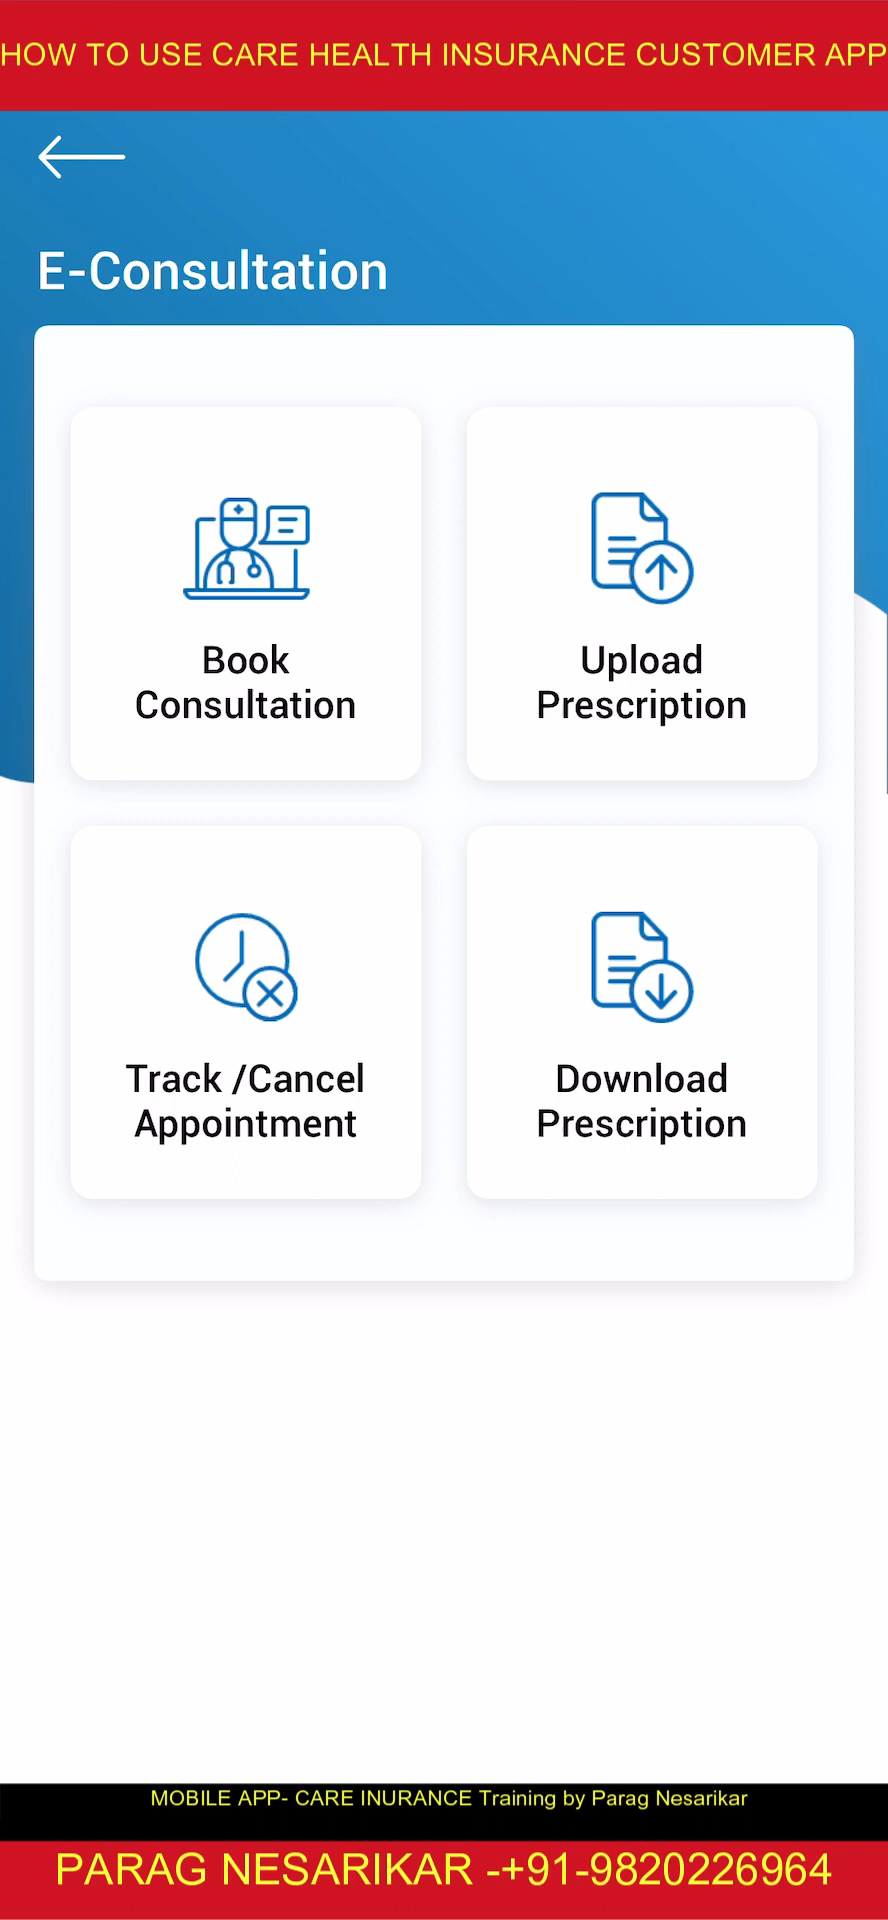 HOW TO USE CARE HEALTH INSURANCE CUSTOMER APP
E-Consultation
Book
Consultation
Upload
Prescription
Track /Cancel
Appointment
Download
Prescription
MOBILE APP- CARE INURANCE Training by Parag Nesarikar
PARAG NESARIKAR -+91-9820226964